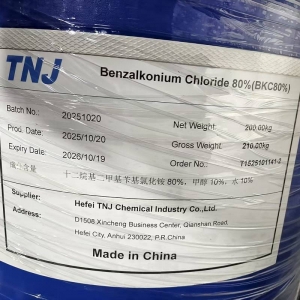 TNJ
Benzalkonium Chloride 80%(BKC80%)
Batch No.: 20251020
Net Weight: 200.00kg
Prod Date: 2025/10/20
Gross Weight: 210.00kg
Expiry Date: 2026/10/19
Order No.: T1525101141-2
十二烷基二甲基苄基氯化铵 80%, 甲醇 10%, 水 10%
Supplier: Hefei TNJ Chemical Industry Co.,Ltd.
D1508 Xincheng Business Center, Qianshan Road,
Hefei City, Anhui 230022, P.R.China
Made in China